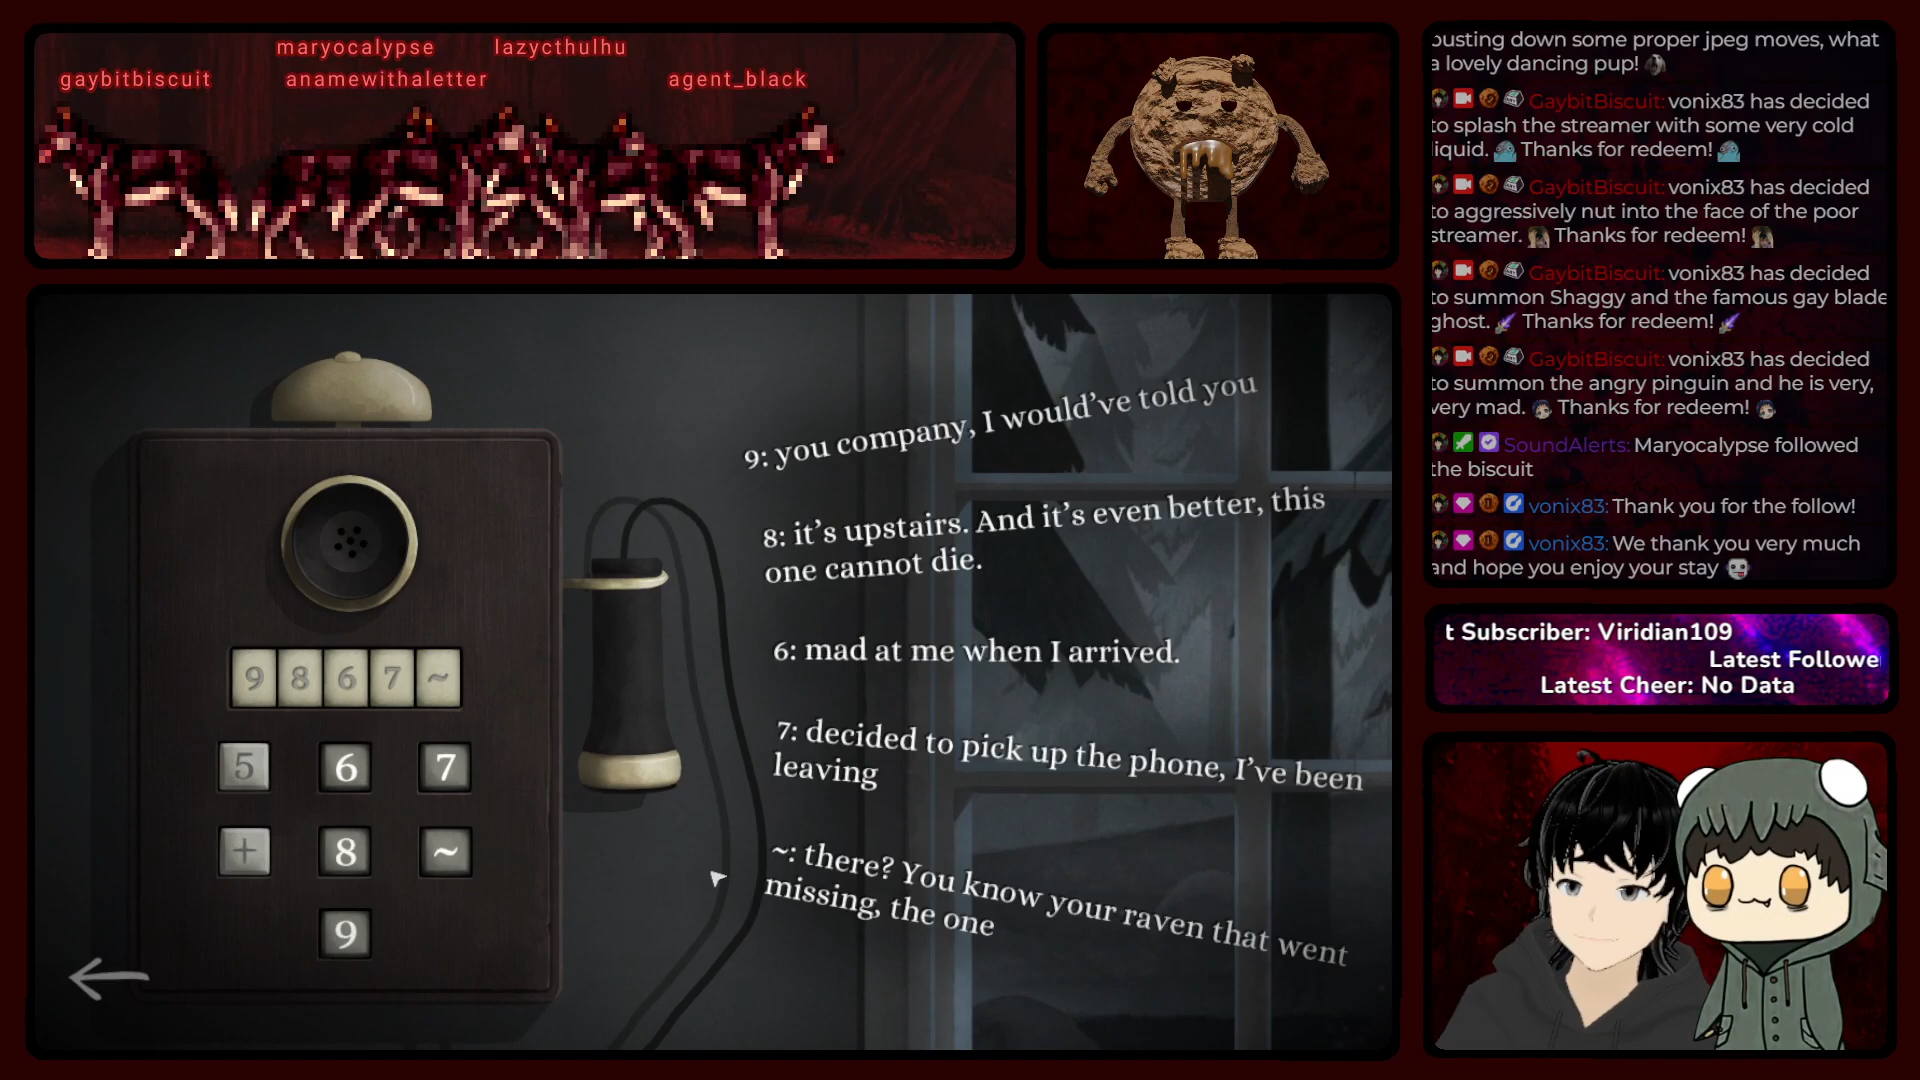 maryocalypse lazycthulhu
gaybitbiscuit anamewithaletter agent_black
9: you company, I would've told you
8: it's upstairs. And it's even better, this
one cannot die.
6: mad at me when I arrived.
7: decided to pick up the phone, I've been
leaving
~: there? You know your raven that went
missing, the one
9 8 6 7 ~
5 6 7
+ 8 ~
9
busting down some proper jpeg moves, what
a lovely dancing pup!
GaybitBiscuit: vonix83 has decided
to splash the streamer with some very cold
liquid. Thanks for redeem!
GaybitBiscuit: vonix83 has decided
to aggressively nut into the face of the poor
streamer. Thanks for redeem!
GaybitBiscuit: vonix83 has decided
to summon Shaggy and the famous gay blade
ghost. Thanks for redeem!
GaybitBiscuit: vonix83 has decided
to summon the angry pinguin and he is very,
very mad. Thanks for redeem!
SoundAlerts: Maryocalypse followed
the biscuit
vonix83: Thank you for the follow!
vonix83: We thank you very much
and hope you enjoy your stay
t Subscriber: Viridian109
Latest Followe
Latest Cheer: No Data